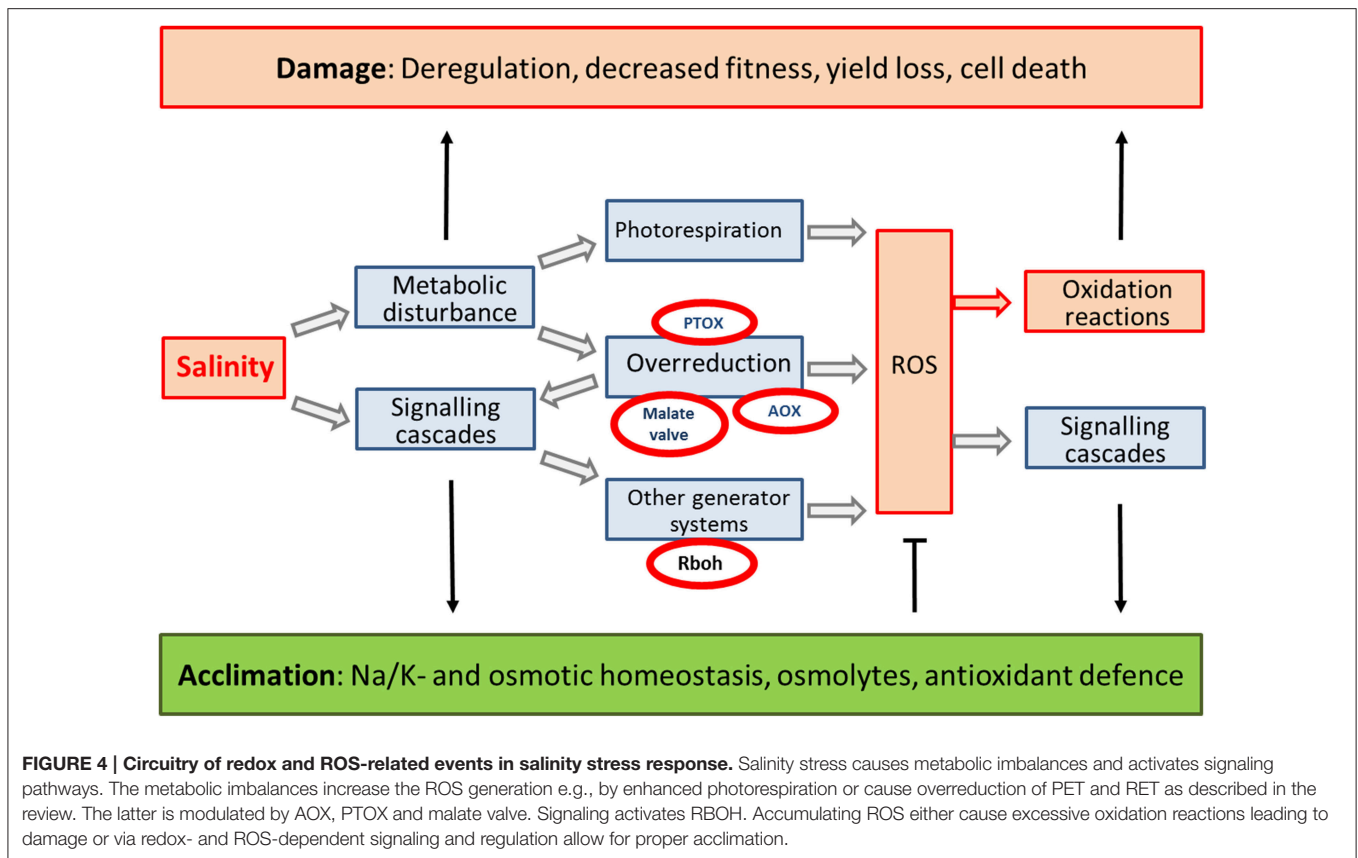 Damage: Deregulation, decreased fitness, yield loss, cell death
Photorespiration
Metabolic
disturbance
PTOX
Oxidation
reactions
Salinity
Overreduction
ROS
Signalling
cascades
Malate
valve
AOX
Signalling
cascades
Other generator
systems
Rboh
Acclimation: Na/K- and osmotic homeostasis, osmolytes, antioxidant defence
FIGURE 4 | Circuitry of redox and ROS-related events in salinity stress response. Salinity stress causes metabolic imbalances and activates signaling
pathways. The metabolic imbalances increase the ROS generation e.g., by enhanced photorespiration or cause overreduction of PET and RET as described in the
review. The latter is modulated by AOX, PTOX and malate valve. Signaling activates RBOH. Accumulating ROS either cause excessive oxidation reactions leading to
damage or via redox- and ROS-dependent signaling and regulation allow for proper acclimation.